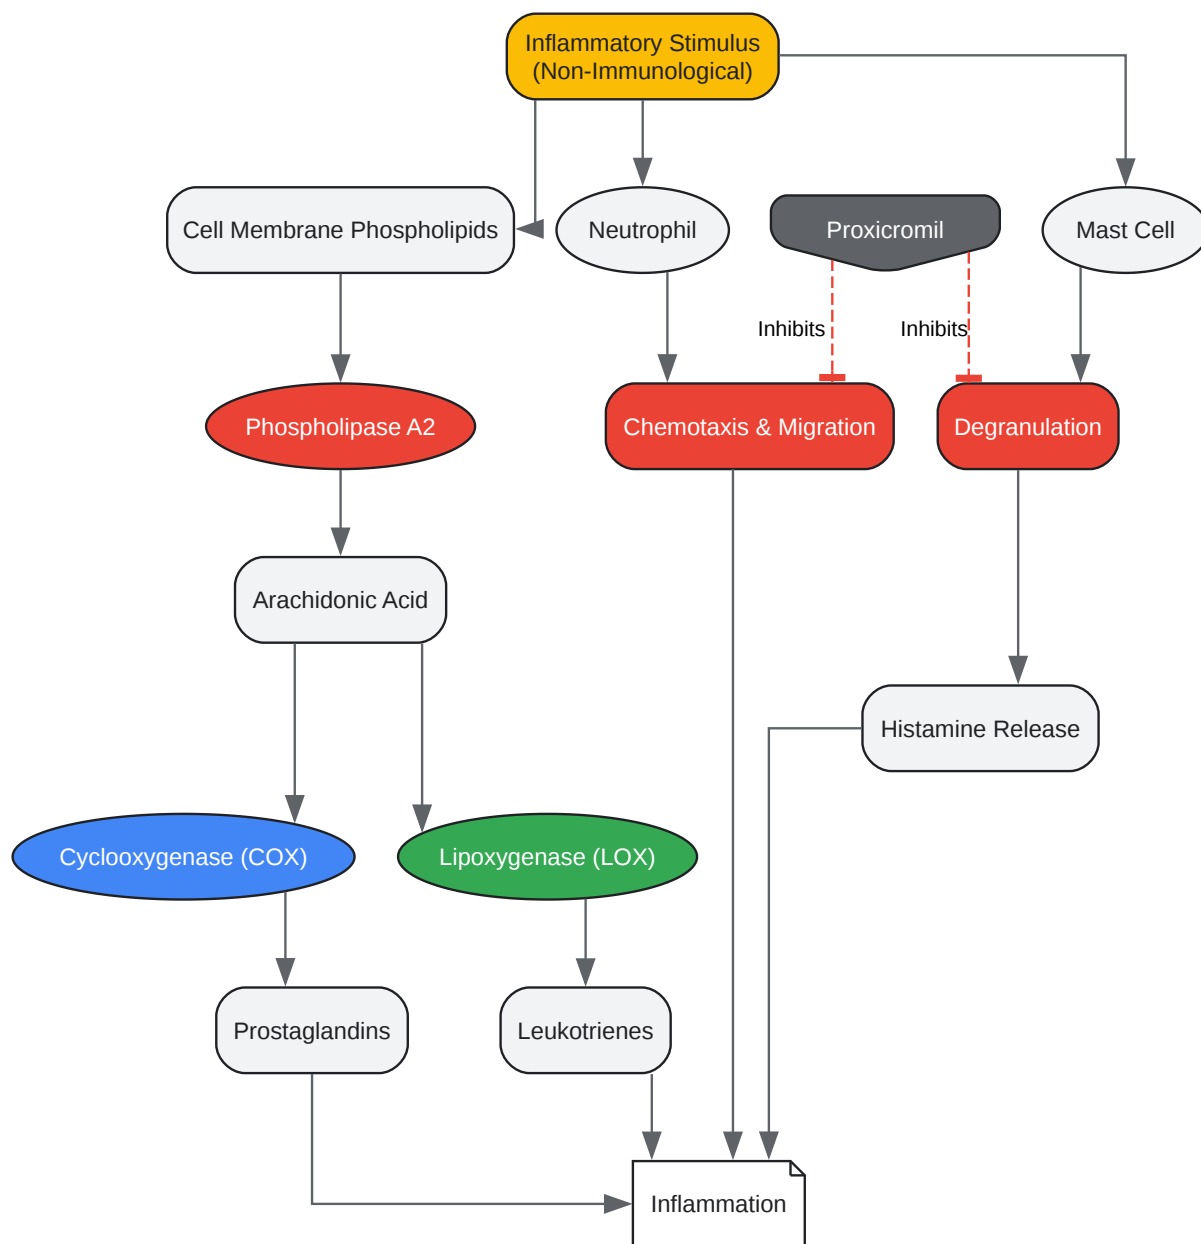 Inflammatory Stimulus
(Non-Immunological)
Cell Membrane Phospholipids
Neutrophil
Proxicromil
Mast Cell
Inhibits
Inhibits
Phospholipase A2
Chemotaxis & Migration
Degranulation
Arachidonic Acid
Histamine Release
Cyclooxygenase (COX)
Lipoxygenase (LOX)
Prostaglandins
Leukotrienes
Inflammation